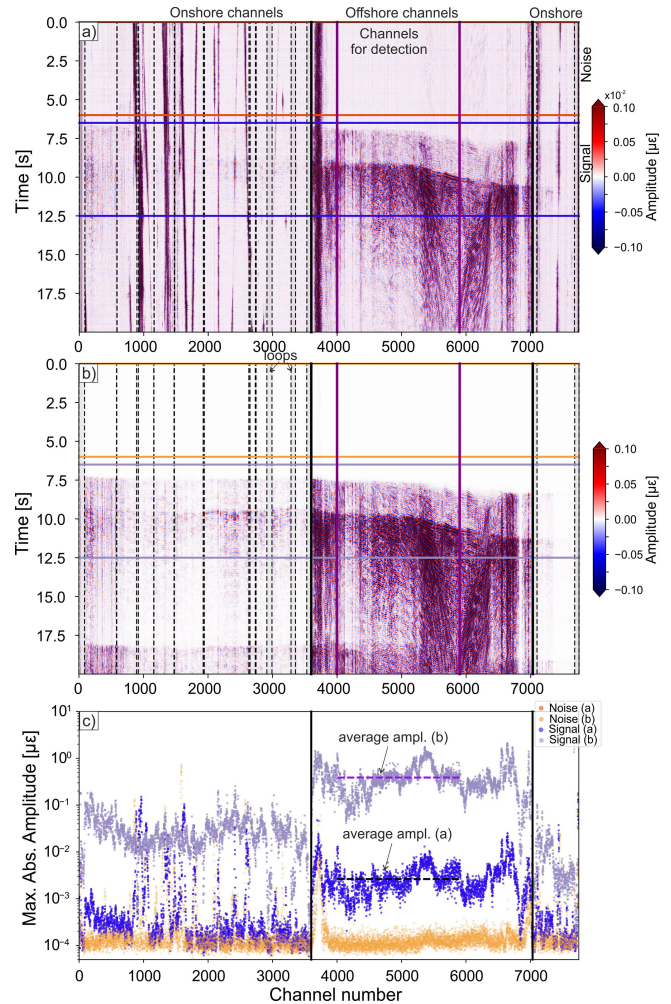 Onshore channels
Offshore channels
Onshore
a)
Channels
for detection
Noise
Signal
0.0
2.5
5.0
7.5
10.0
12.5
15.0
17.5
Time [s]
0
1000
2000
3000
4000
5000
6000
7000
x10⁻²
0.10
0.05
0.00
−0.05
−0.10
Amplitude [με]
b)
loops
0.0
2.5
5.0
7.5
10.0
12.5
15.0
17.5
Time [s]
0
1000
2000
3000
4000
5000
6000
7000
0.10
0.05
0.00
−0.05
−0.10
Amplitude [με]
c)
10¹
10⁰
10⁻¹
10⁻²
10⁻³
10⁻⁴
Max. Abs. Amplitude [με]
average ampl. (b)
average ampl. (a)
Noise (a)
Noise (b)
Signal (a)
Signal (b)
0
1000
2000
3000
4000
5000
6000
7000
Channel number